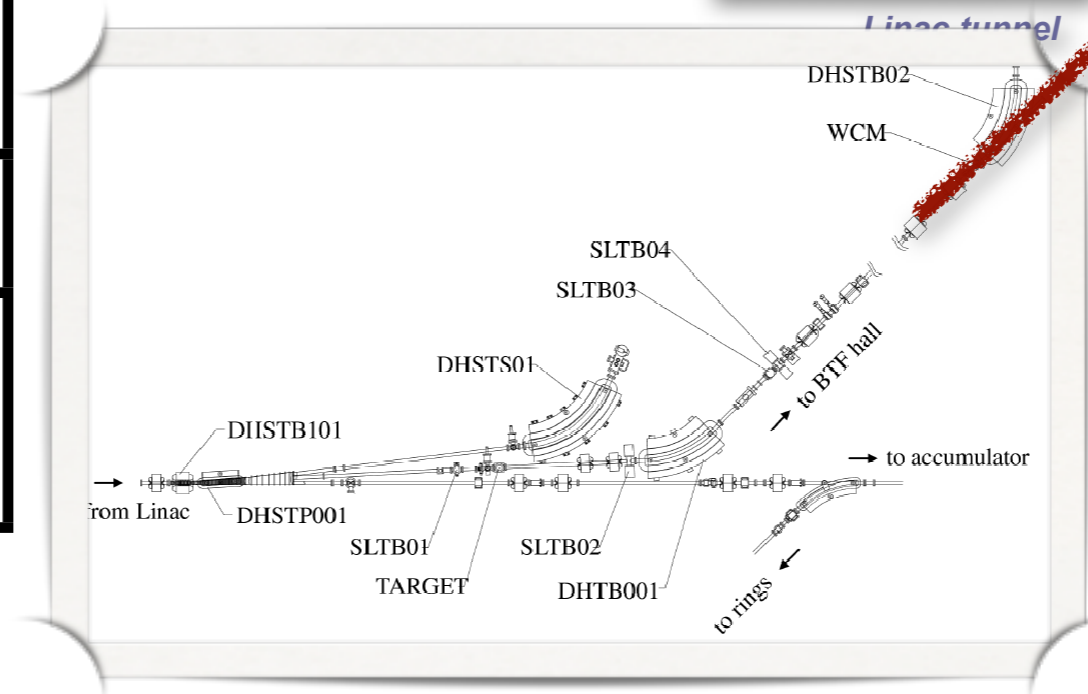 Linac tunnel
DHSTB02
WCM
SLTB04
SLTB03
DHSTS01
to BTF hall
DHSTB101
to accumulator
from Linac
DHSTP001
SLTB01
SLTB02
TARGET
DHTB001
to rings